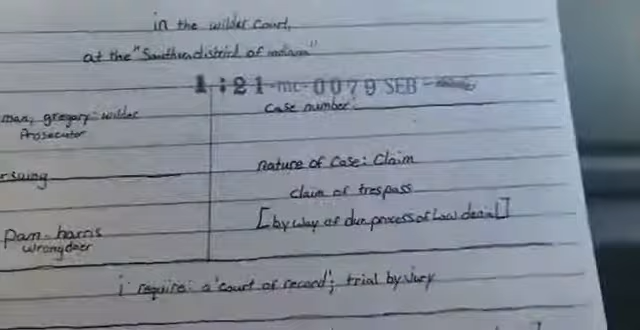 in the wilder court,
at the "Southern district of indiana"
1:21-mc-0079 SEB
Case number:
man, gregory: wilder
Prosecutor
nature of case: Claim
claim of trespass
[by way of due process of law denial]
pam harris
wrongdoer
i require: a 'court of record'; trial by jury